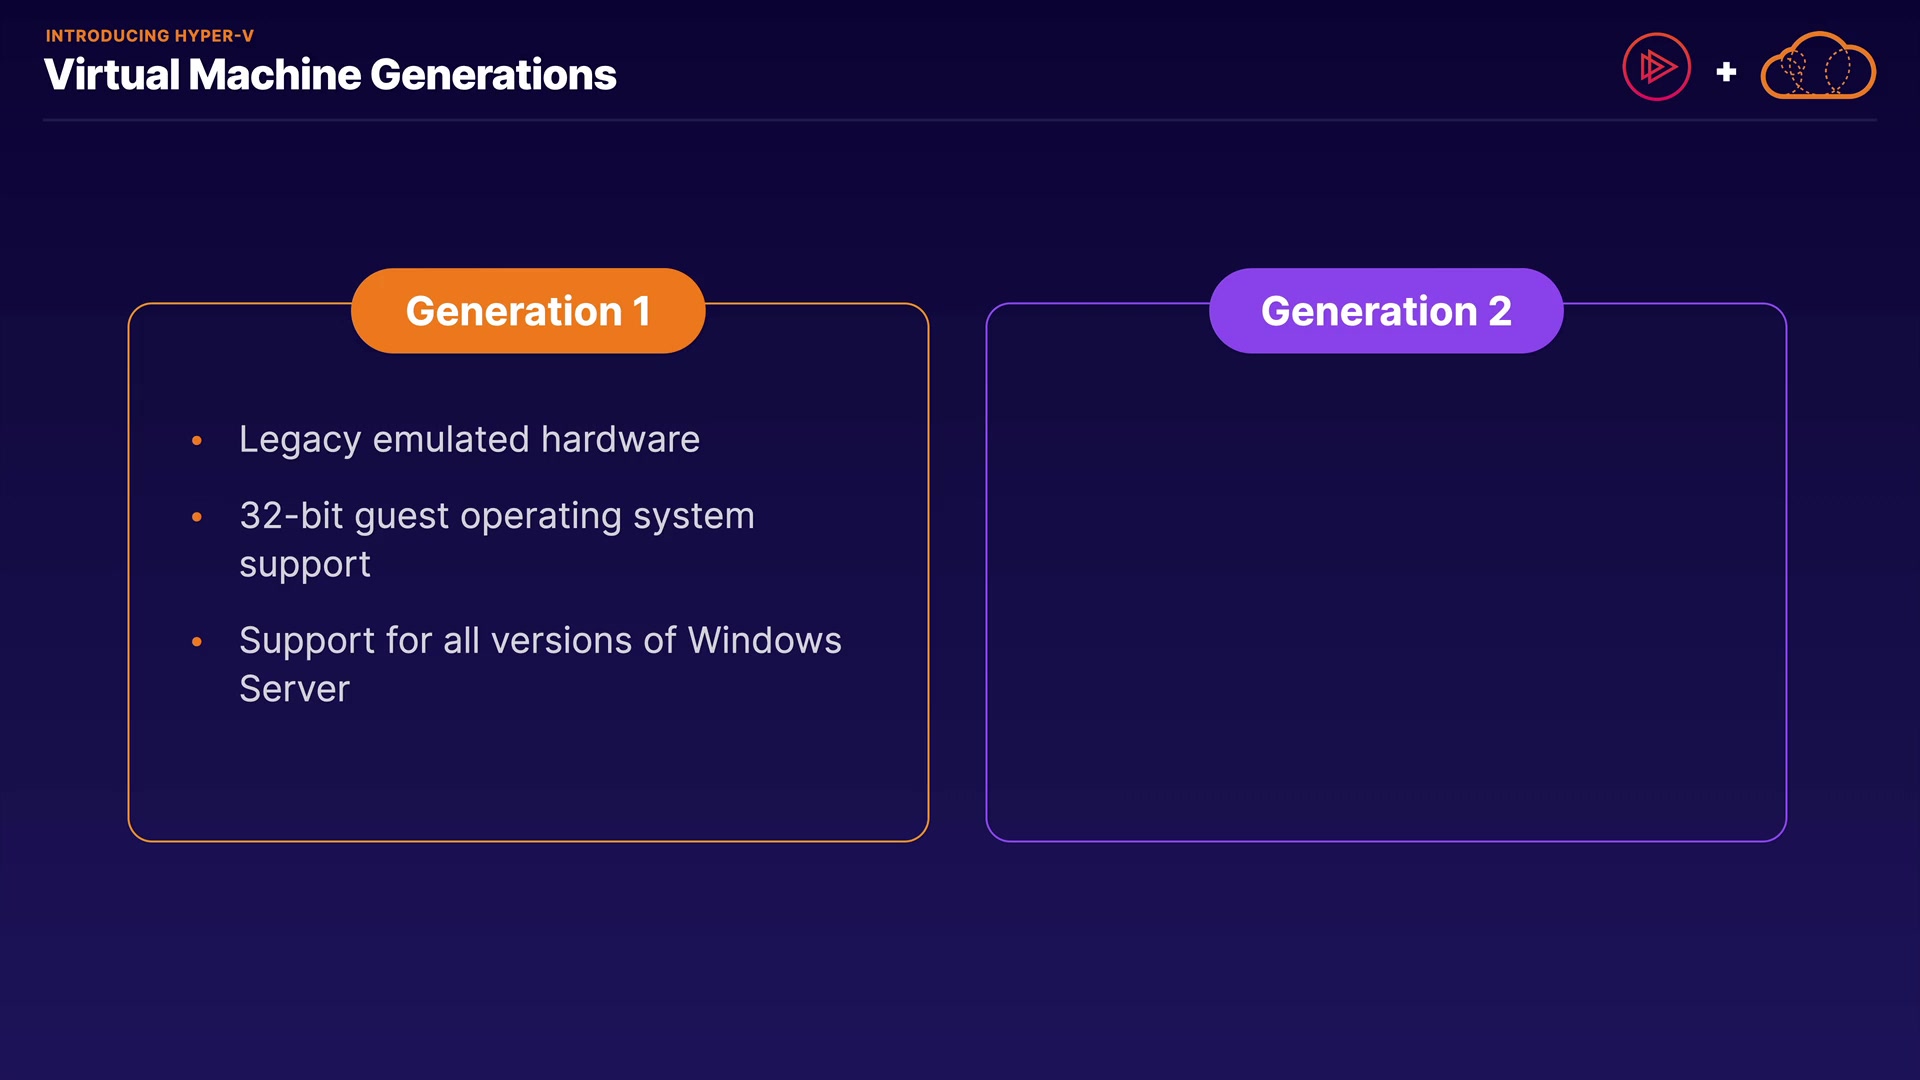 INTRODUCING HYPER-V
Virtual Machine Generations
+
Generation 1
• Legacy emulated hardware
• 32-bit guest operating system
support
• Support for all versions of Windows
Server
Generation 2